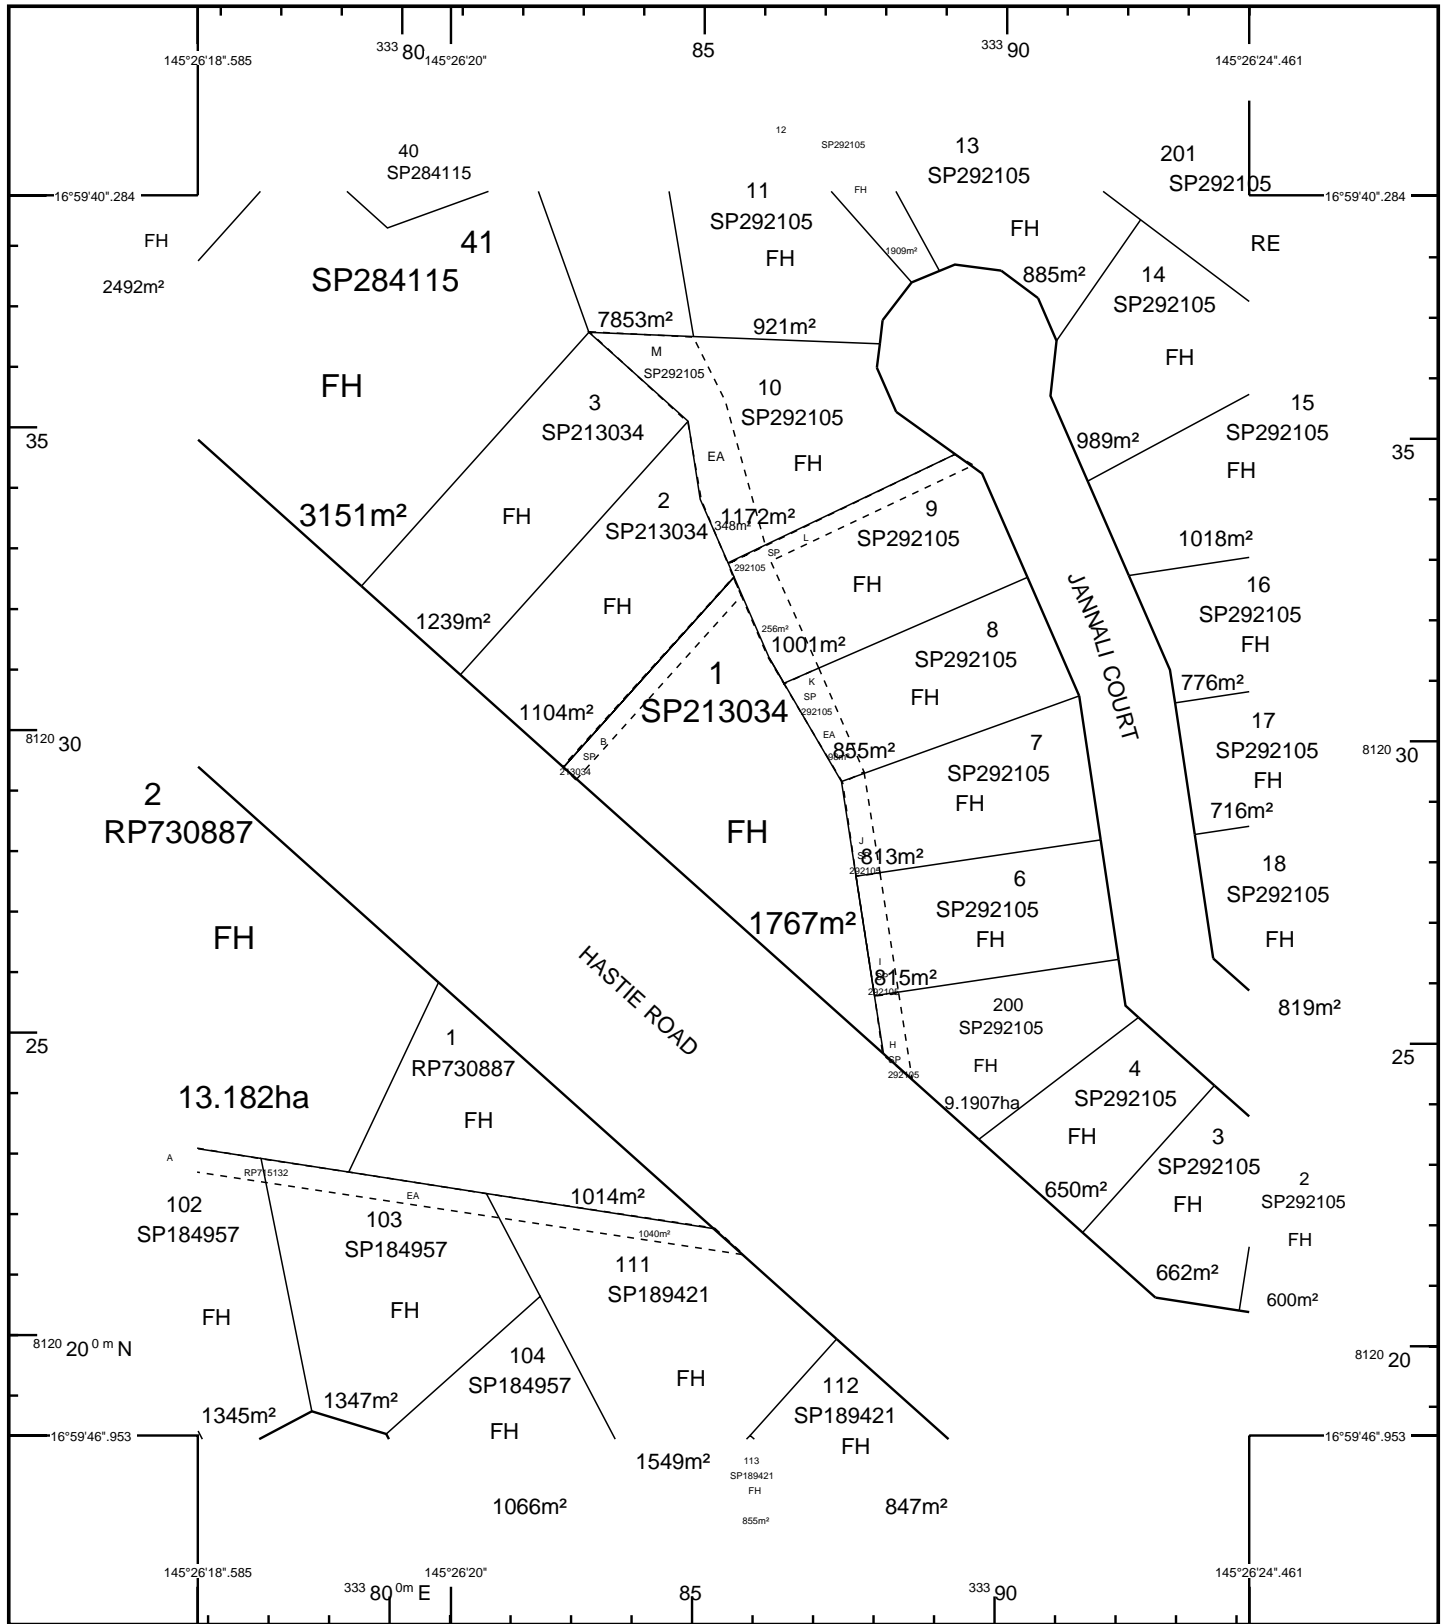 333 80
85
333 90
145°26'18".585
145°26'20"
145°26'24".461
12
SP292105
FH
40
SP284115
13
SP292105
FH
201
SP292105
RE
16°59'40".284
16°59'40".284
11
SP292105
FH
FH
2492m²
41
SP284115
FH
1909m²
885m²
14
SP292105
FH
7853m²
921m²
M
SP292105
EA
10
SP292105
FH
3
SP213034
FH
15
SP292105
FH
989m²
35
35
3151m²
2
SP213034
FH
348m²
1172m²
9
SP292105
FH
L
SP
292105
1018m²
16
SP292105
FH
JANNALI COURT
1239m²
256m²
1001m²
8
SP292105
FH
1
SP213034
FH
K
SP
292105
EA
98m²
776m²
17
SP292105
FH
1104m²
855m²
7
SP292105
FH
B
SP
213034
8120 30
8120 30
2
RP730887
FH
716m²
J
SP
292105
813m²
18
SP292105
FH
6
SP292105
FH
1767m²
HASTIE ROAD
815m²
292105
819m²
200
SP292105
FH
H
SP
292105
25
25
1
RP730887
FH
13.182ha
9.1907ha
4
SP292105
FH
3
SP292105
FH
A
RP715132
EA
1014m²
650m²
2
SP292105
FH
102
SP184957
FH
103
SP184957
FH
1040m²
111
SP189421
FH
662m²
600m²
8120 20 0 m N
8120 20
104
SP184957
FH
112
SP189421
FH
1345m²
1347m²
16°59'46".953
16°59'46".953
1549m²
113
SP189421
FH
855m²
1066m²
847m²
145°26'18".585
145°26'20"
145°26'24".461
333 80 0m E
85
333 90